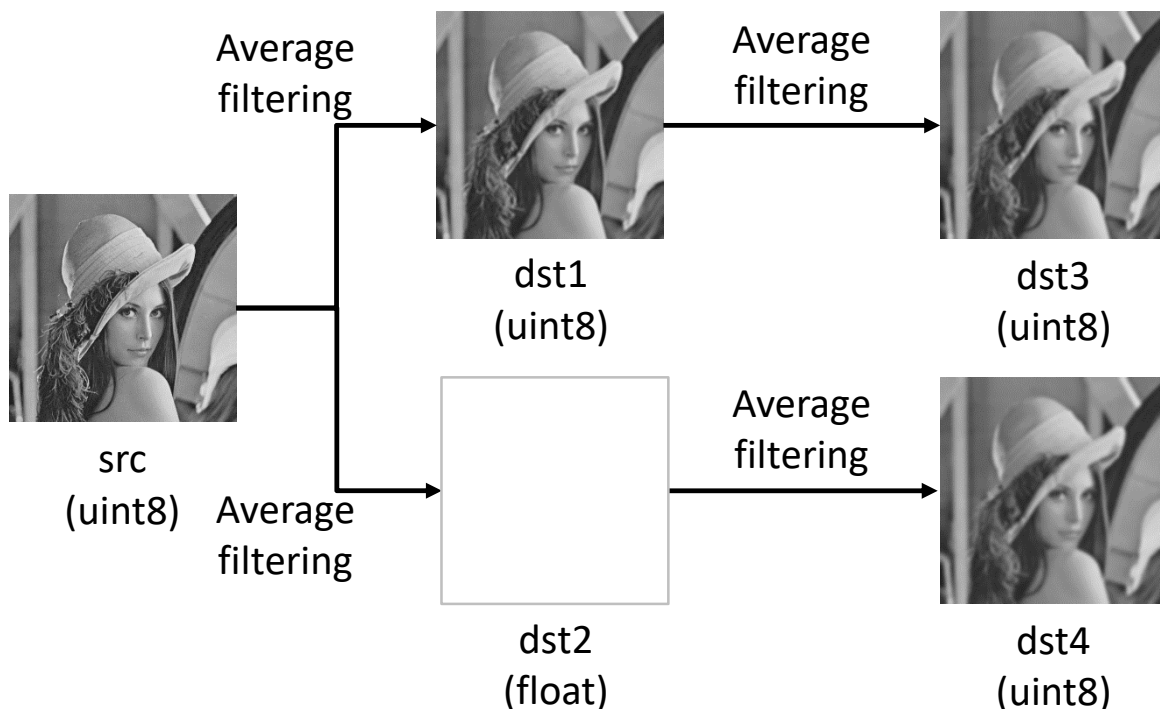 Average
filtering
dst1
(uint8)
Average
filtering
dst3
(uint8)
src
(uint8)
Average
filtering
dst2
(float)
Average
filtering
dst4
(uint8)